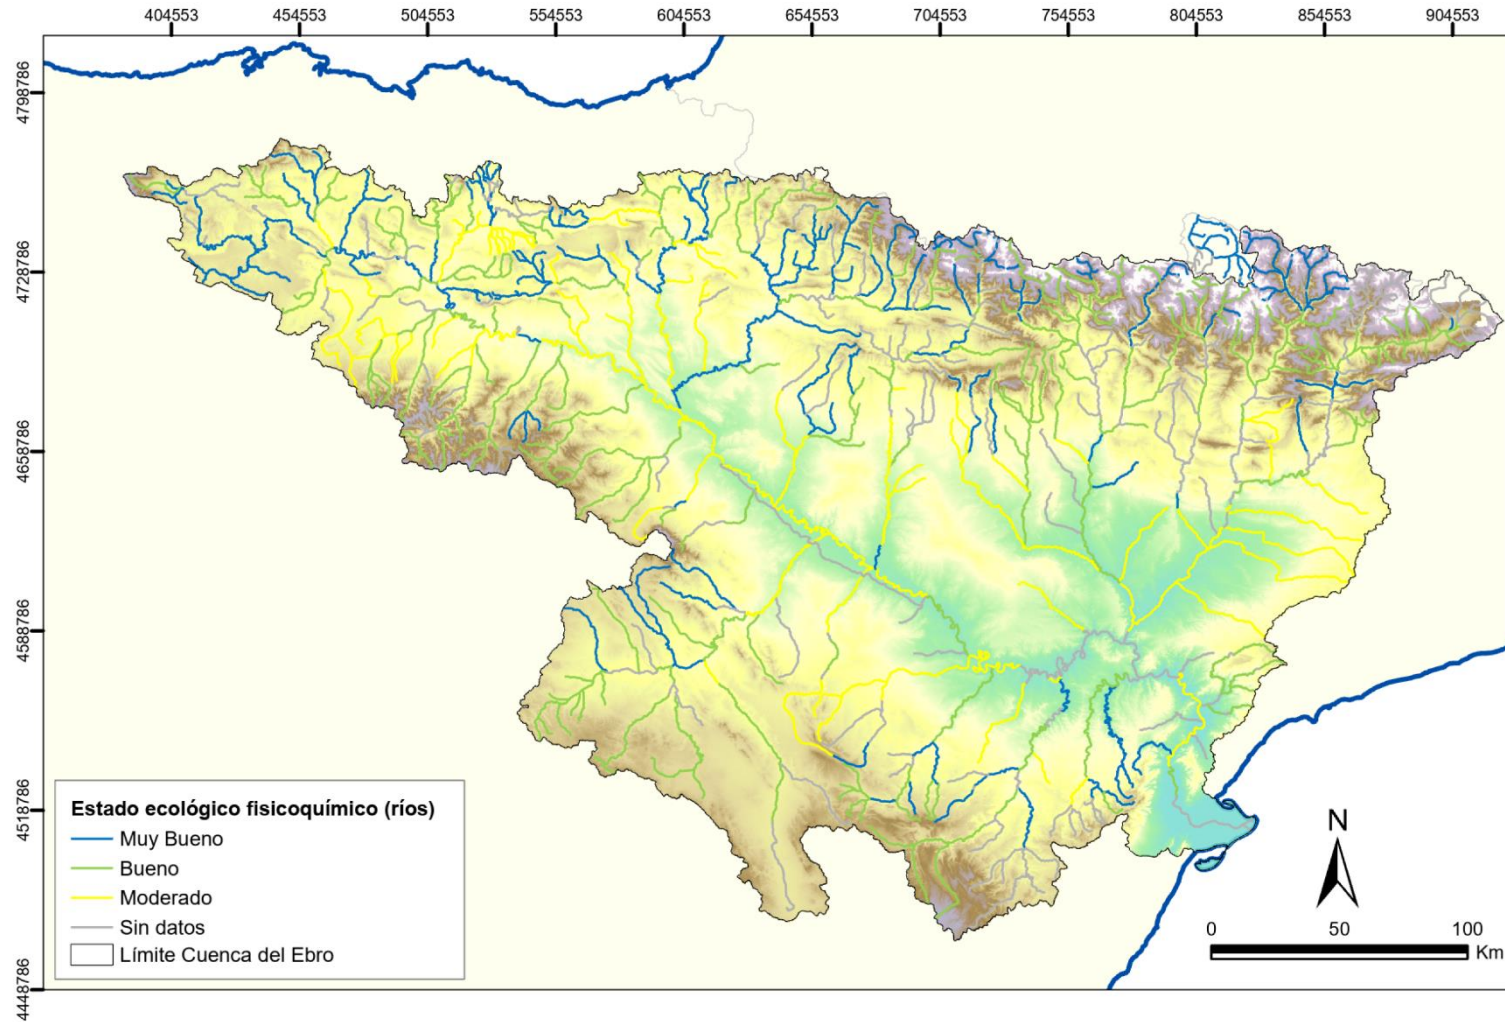 404553 454553 504553 554553 604553 654553 704553 754553 804553 854553 904553
4798786
4728786
4658786
4588786
4518786
4448786
Estado ecológico fisicoquímico (ríos)
Muy Bueno
Bueno
Moderado
Sin datos
Límite Cuenca del Ebro
N
0 50 100
Km